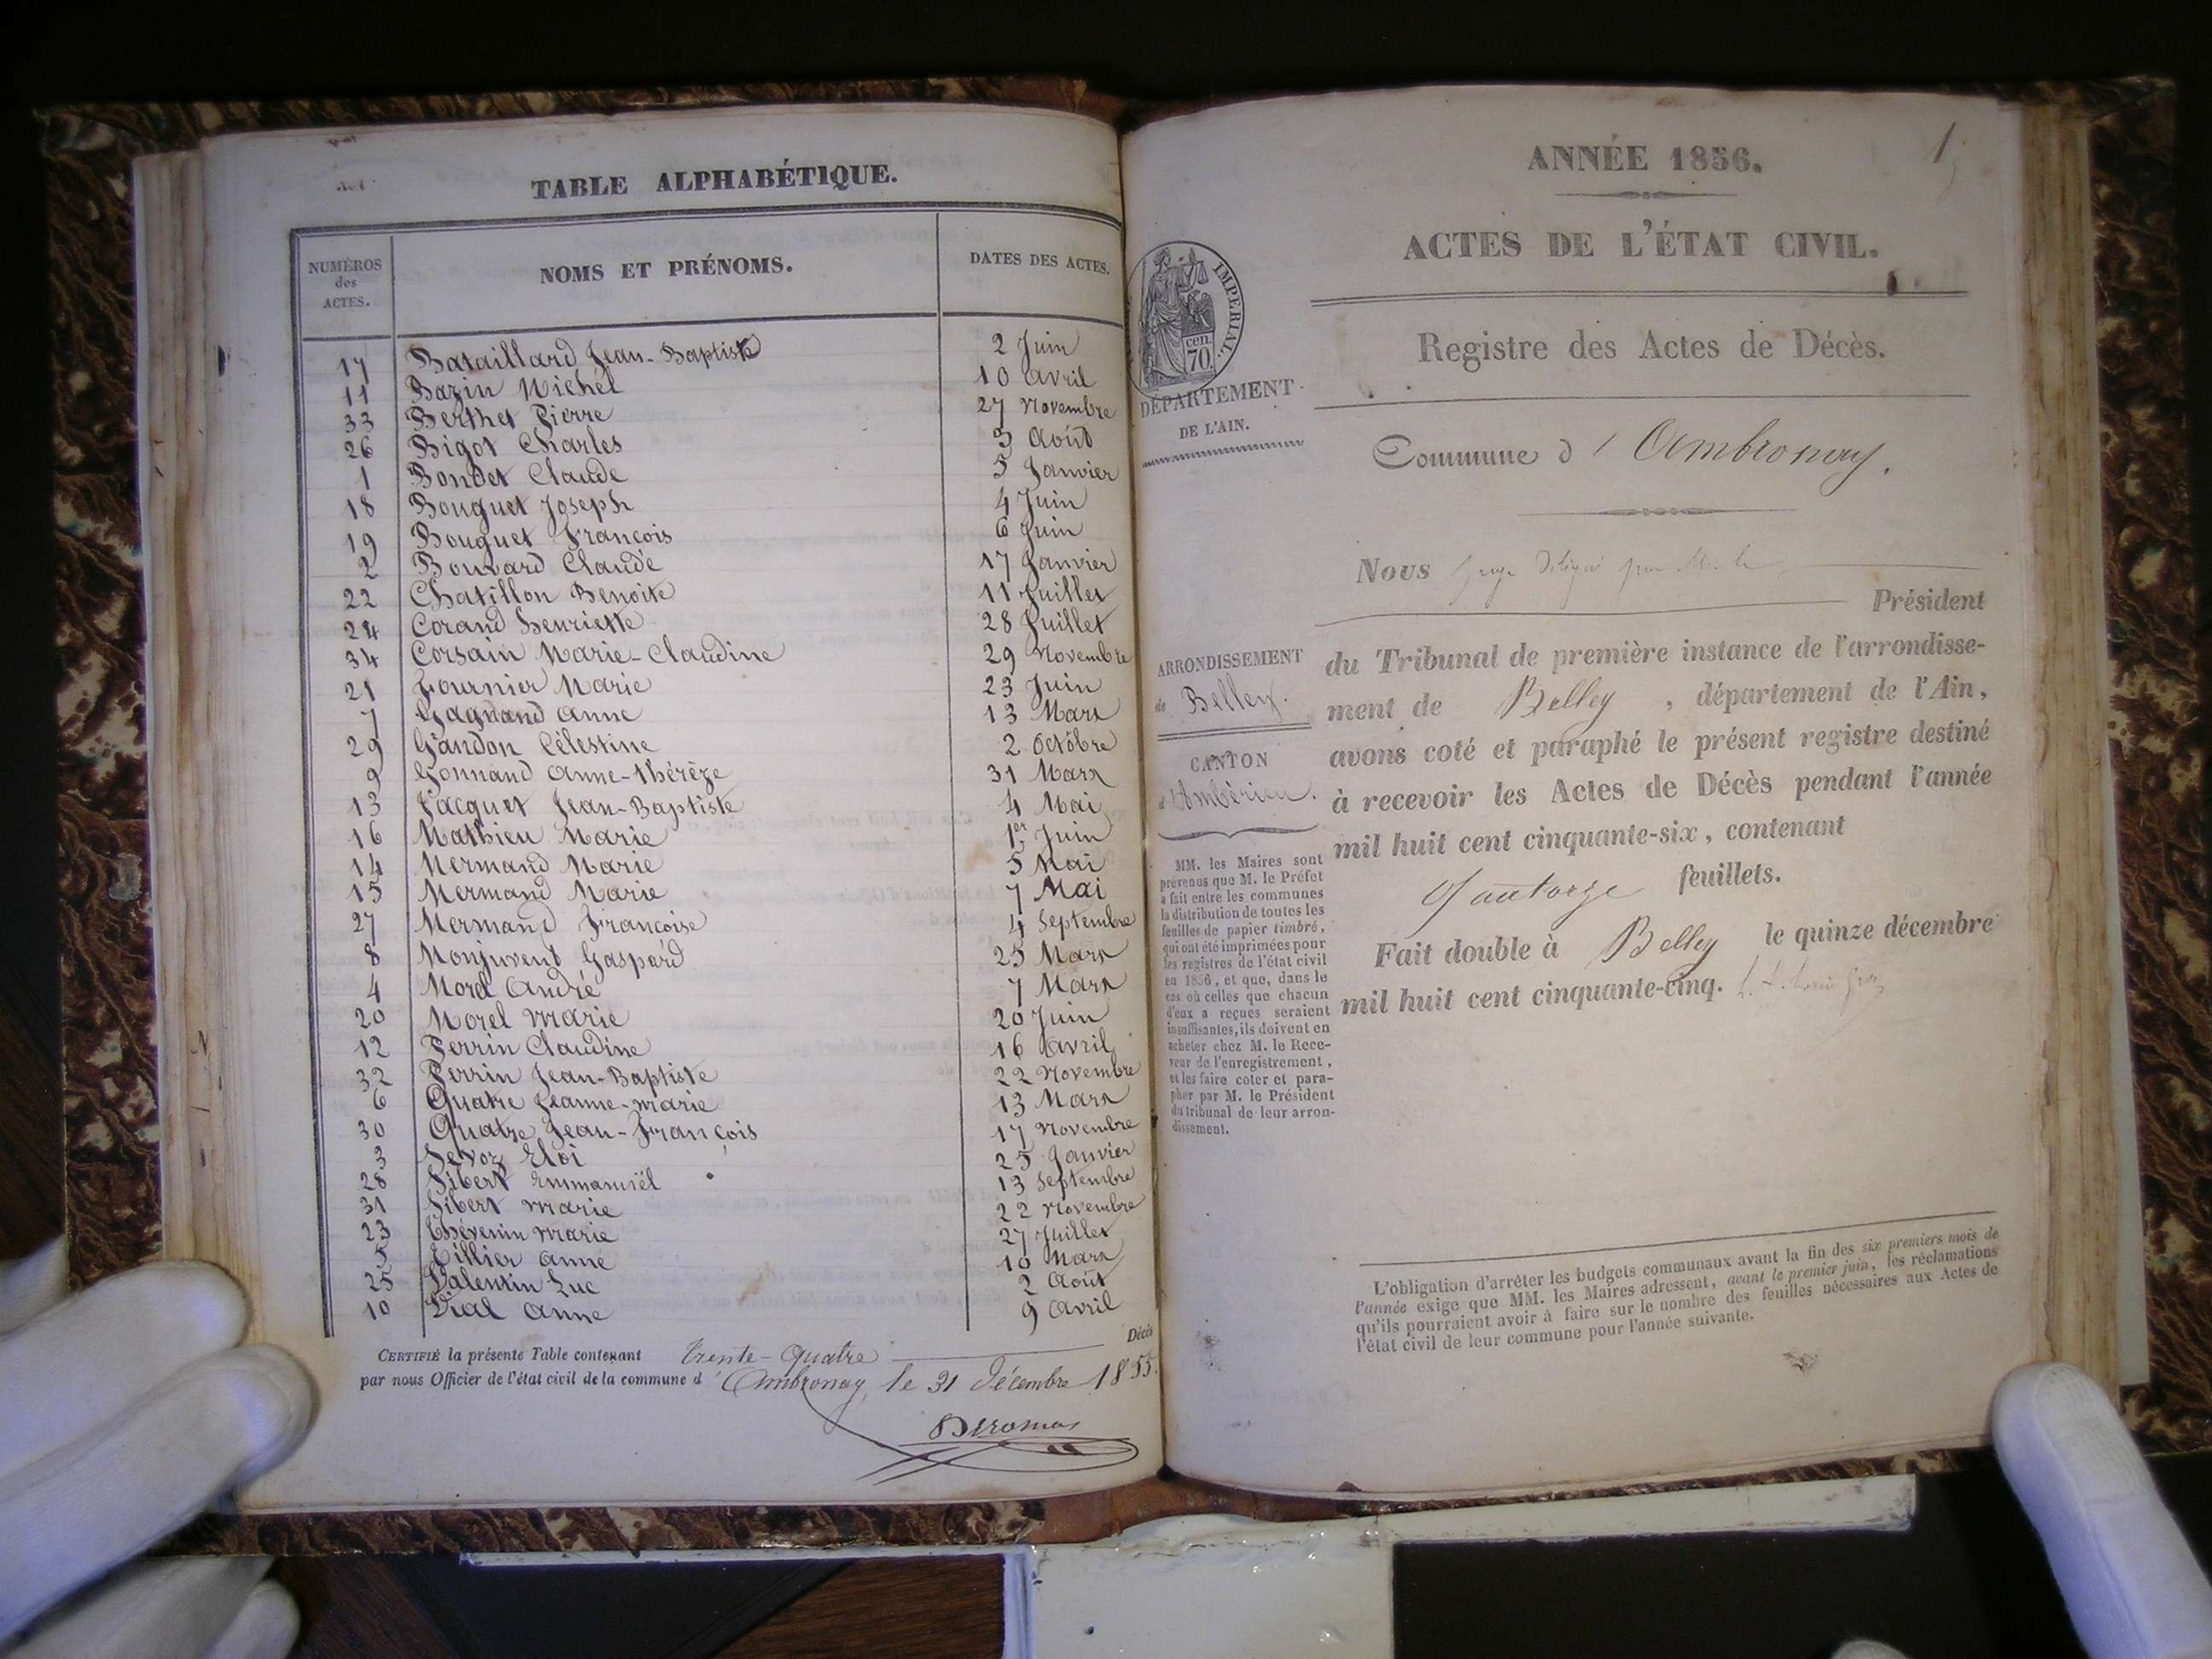 TABLE ALPHABÉTIQUE.
NUMÉROS
des
ACTES.
NOMS ET PRÉNOMS.
DATES DES ACTES.
17 Bataillard Jean-Baptiste 2 Juin
11 Bazin Michel 10 avril
33 Berthet Pierre 27 Novembre
26 Bigot Charles 3 Août
1 Bondet Claude 5 Janvier
18 Bouguet Joseph 4 Juin
19 Bouguet François 6 Juin
2 Bouvard Claude 17 Janvier
22 Chatillon Benoite 11 Juillet
24 Corand henriette 28 Juillet
34 Corsain Marie-Claudine 29 Novembre
21 Fournier Marie 23 Juin
7 Gagnand Anne 13 Mars
29 Gandon Célestine 2 Octobre
9 Gonnand Anne-Thérèze 31 Mars
13 Jacquet Jean-Baptiste 4 Mai
16 Mathieu Marie 1er Juin
14 Mermand Marie 5 Mai
15 Mermand Marie 7 Mai
27 Mermand Françoise 4 Septembre
8 Monjuvent Gaspard 25 Mars
4 Morel André 7 Mars
20 Morel Marie 20 Juin
12 Perrin Claudine 16 avril
32 Perrin Jean-Baptiste 22 Novembre
6 Quatre Jeanne-Marie 13 Mars
30 Quatre Jean-François 17 Novembre
3 Sevoz Eloi 25 Janvier
28 Sibert Emmanuël 13 Septembre
31 Sibert Marie 22 Novembre
23 Thévenin Marie 27 Juillet
5 Tillier Anne 10 Mars
25 Valentin Luc 2 Août
10 Vial Anne 9 avril
CERTIFIÉ la présente Table contenant trente-quatre Décès
par nous Officier de l'état civil de la commune d'Ambronay, le 31 décembre 1855.
ANNÉE 1856.
1
ACTES DE L'ÉTAT CIVIL.
IMPERIAL.
cen.
70.
DÉPARTEMENT
DE L'AIN.
Registre des Actes de Décès.
Commune d'Ambronay.
Nous Juge délégué par M. le
Président
du Tribunal de première instance de l'arrondisse-
ment de Belley, département de l'Ain,
avons coté et paraphé le présent registre destiné
à recevoir les Actes de Décès pendant l'année
mil huit cent cinquante-six, contenant
feuillets.
Fait double à Belley le quinze décembre
mil huit cent cinquante-cinq.
ARRONDISSEMENT
de Belley.
CANTON
d'Ambérieu.
MM. les Maires sont
prévenus que M. le Préfet
a fait entre les communes
la distribution de toutes les
feuilles de papier timbré,
qui ont été imprimées pour
les registres de l'état civil
en 1856, et que, dans le
cas où celles que chacun
d'eux a reçues seraient
insuffisantes, ils doivent en
acheter chez M. le Rece-
veur de l'enregistrement,
et les faire coter et para-
pher par M. le Président
du tribunal de leur arron-
dissement.
L'obligation d'arrêter les budgets communaux avant la fin des six premiers mois de
l'année exige que MM. les Maires adressent, avant le premier juin, les réclamations
qu'ils pourraient avoir à faire sur le nombre des feuilles nécessaires aux Actes de
l'état civil de leur commune pour l'année suivante.